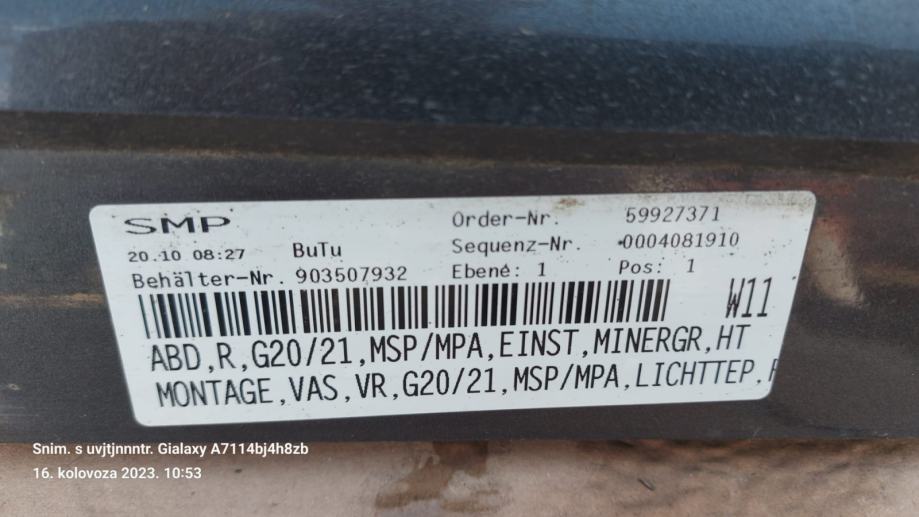 SMP
Order-Nr. 59927371
20.10 08:27 BuTu Sequenz-Nr. 0004081910
Behälter-Nr. 903507932 Ebene: 1 Pos: 1
W11
ABD,R,G20/21,MSP/MPA,EINST,MINERGR,HT
MONTAGE,VAS,VR,G20/21,MSP/MPA,LICHTTEP,
Snim. s uvjtjnnntr. Gialaxy A7114bj4h8zb
16. kolovoza 2023. 10:53